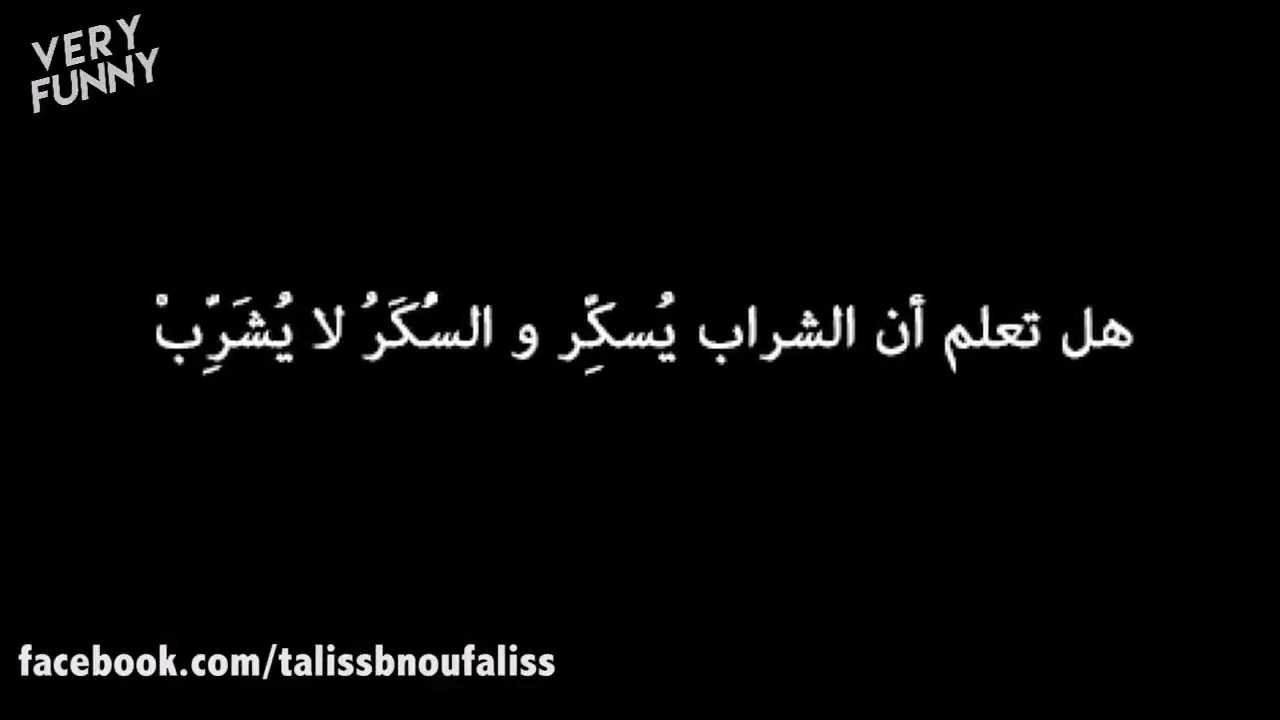 VERY
FUNNY
هل تعلم أن الشراب يُسكِّر و السُكَرُ لا يُشَرِّبْ
facebook.com/talissbnoufaliss